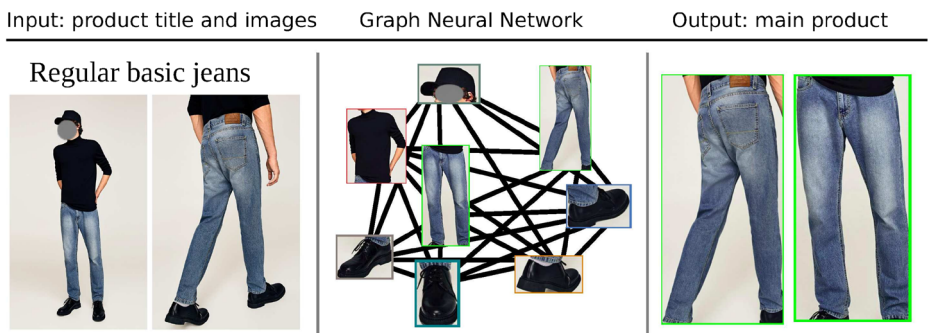 Input: product title and images
Graph Neural Network
Output: main product
Regular basic jeans